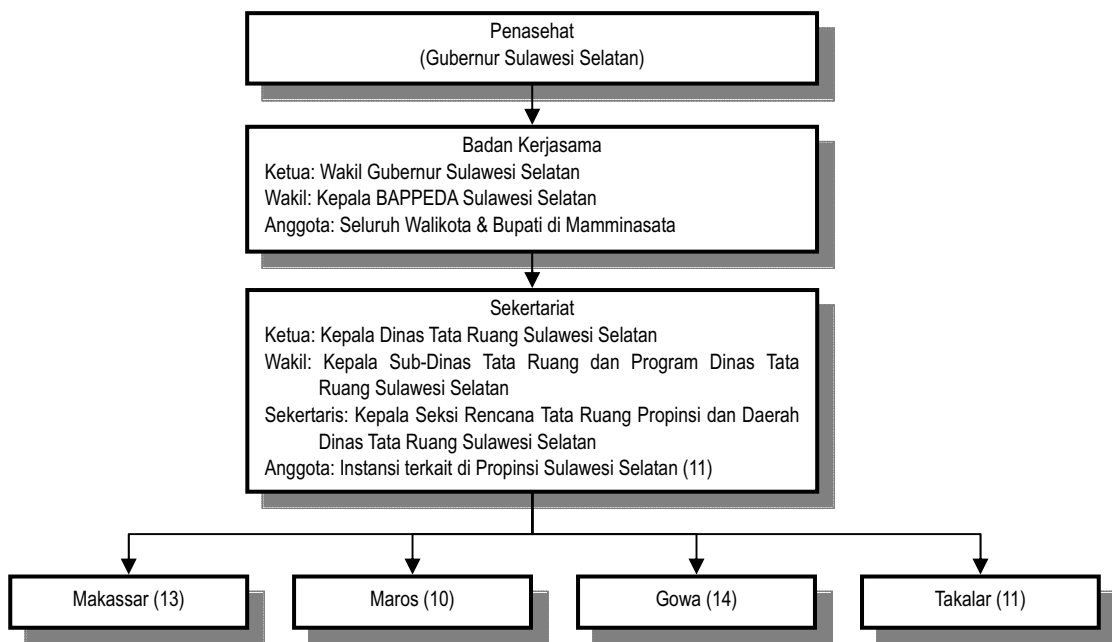 Penasehat
(Gubernur Sulawesi Selatan)
Badan Kerjasama
Ketua: Wakil Gubernur Sulawesi Selatan
Wakil: Kepala BAPPEDA Sulawesi Selatan
Anggota: Seluruh Walikota & Bupati di Mamminasata
Sekertariat
Ketua: Kepala Dinas Tata Ruang Sulawesi Selatan
Wakil: Kepala Sub-Dinas Tata Ruang dan Program Dinas Tata
Ruang Sulawesi Selatan
Sekertaris: Kepala Seksi Rencana Tata Ruang Propinsi dan Daerah
Dinas Tata Ruang Sulawesi Selatan
Anggota: Instansi terkait di Propinsi Sulawesi Selatan (11)
Makassar (13)
Maros (10)
Gowa (14)
Takalar (11)